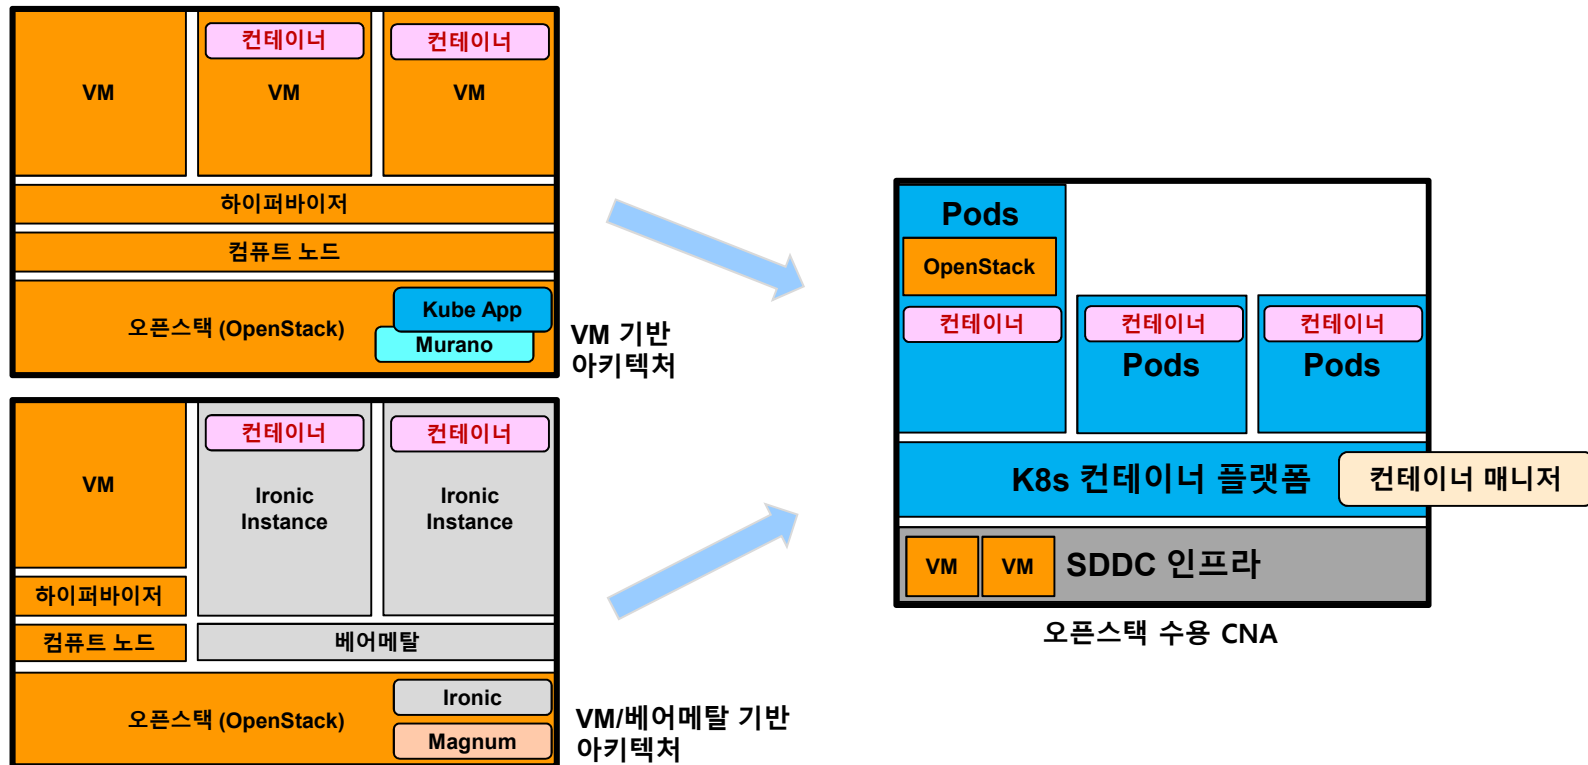 컨테이너
컨테이너
VM
VM
VM
하이퍼바이저
컴퓨트 노드
오픈스택 (OpenStack)
Kube App
Murano
VM 기반
아키텍처
컨테이너
컨테이너
VM
Ironic
Instance
Ironic
Instance
하이퍼바이저
컴퓨트 노드
베어메탈
오픈스택 (OpenStack)
Ironic
Magnum
VM/베어메탈 기반
아키텍처
Pods
OpenStack
컨테이너
컨테이너
컨테이너
Pods
Pods
K8s 컨테이너 플랫폼
컨테이너 매니저
VM
VM
SDDC 인프라
오픈스택 수용 CNA